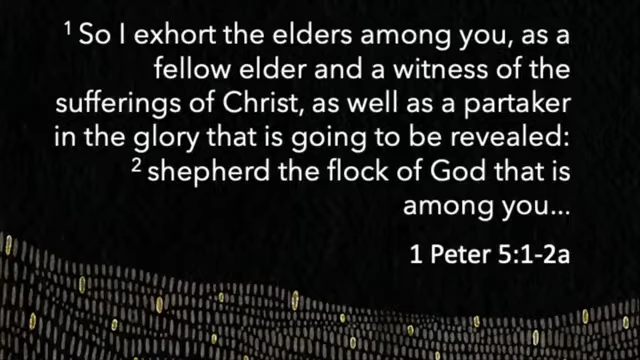 ¹ So I exhort the elders among you, as a
fellow elder and a witness of the
sufferings of Christ, as well as a partaker
in the glory that is going to be revealed:
² shepherd the flock of God that is
among you...
1 Peter 5:1-2a